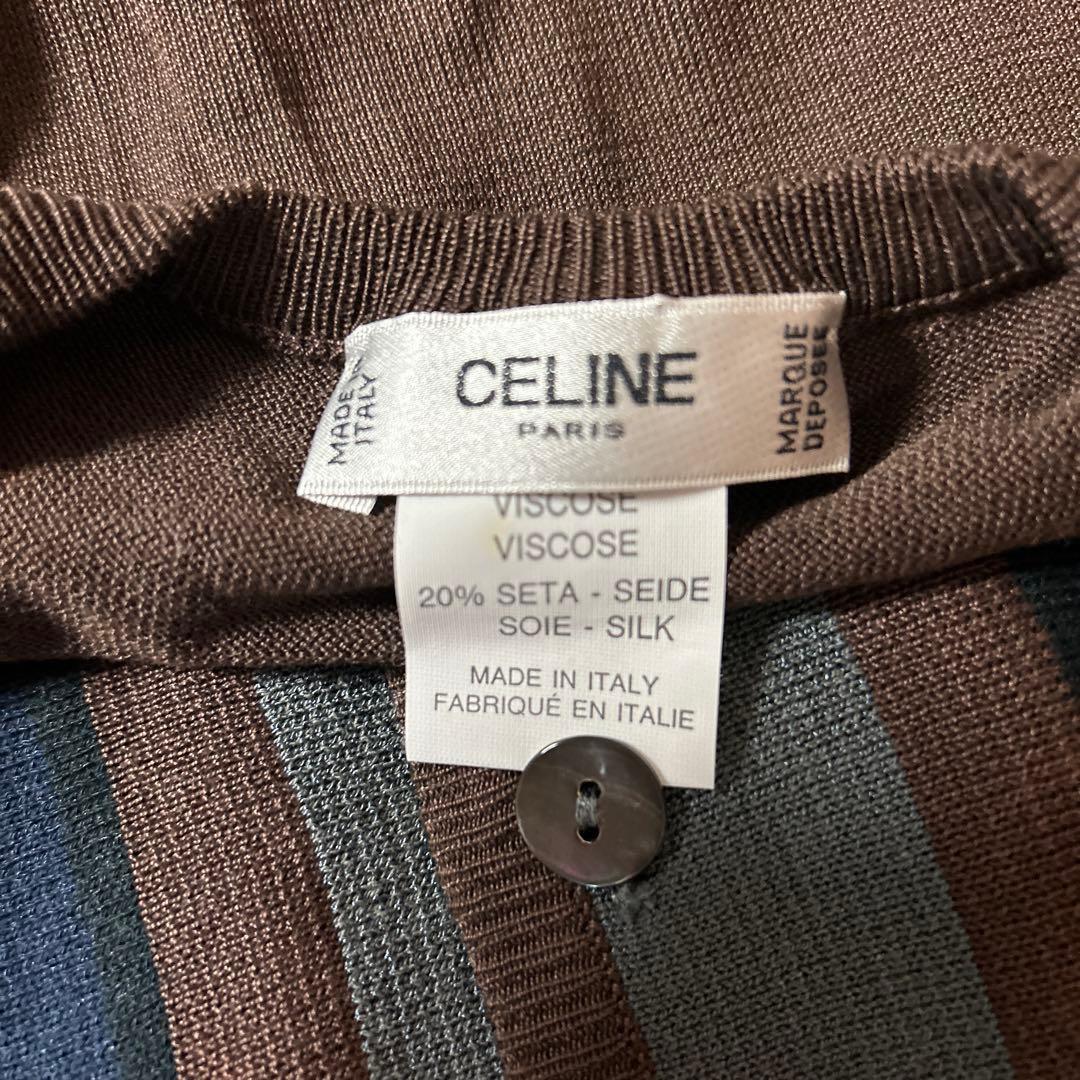 MADE IN
ITALY
CELINE
PARIS
MARQUE
DEPOSEE
VISCOSE
VISCOSE
20% SETA - SEIDE
SOIE - SILK
MADE IN ITALY
FABRIQUÉ EN ITALIE